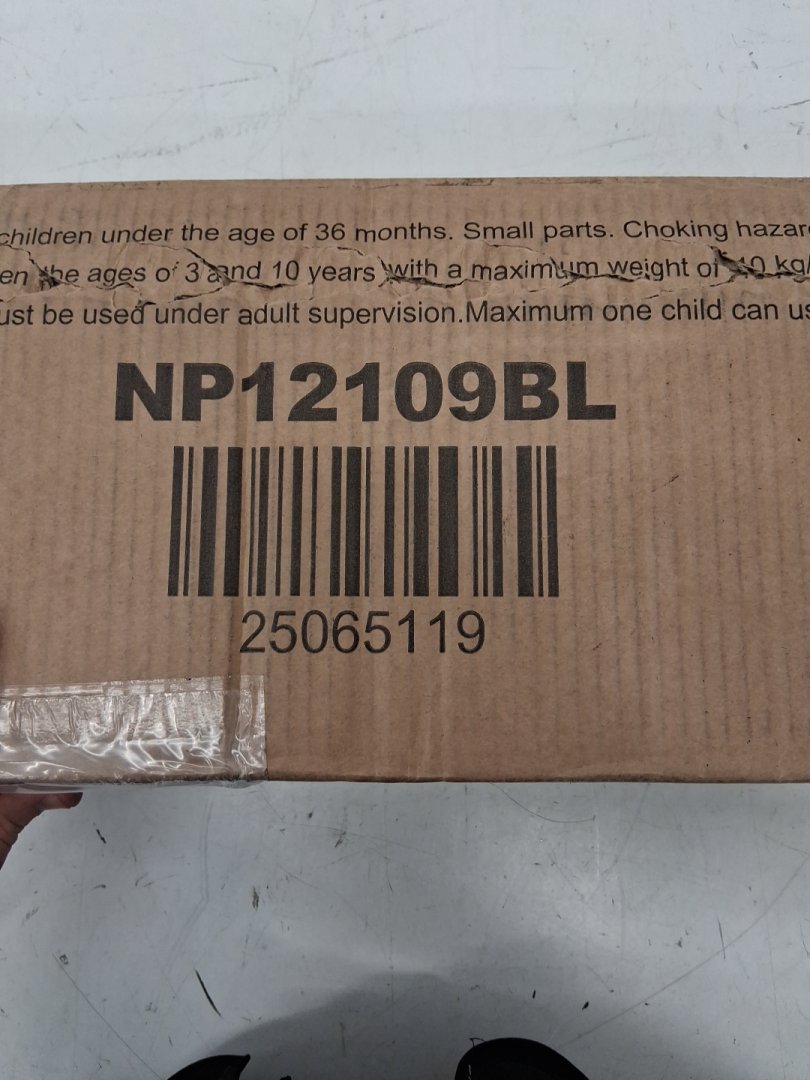 children under the age of 36 months. Small parts. Choking
the ages of 3 and 10 years with a maximum weight of kg/
be used under adult supervision.Maximum one child can
NP12109BL
25065119